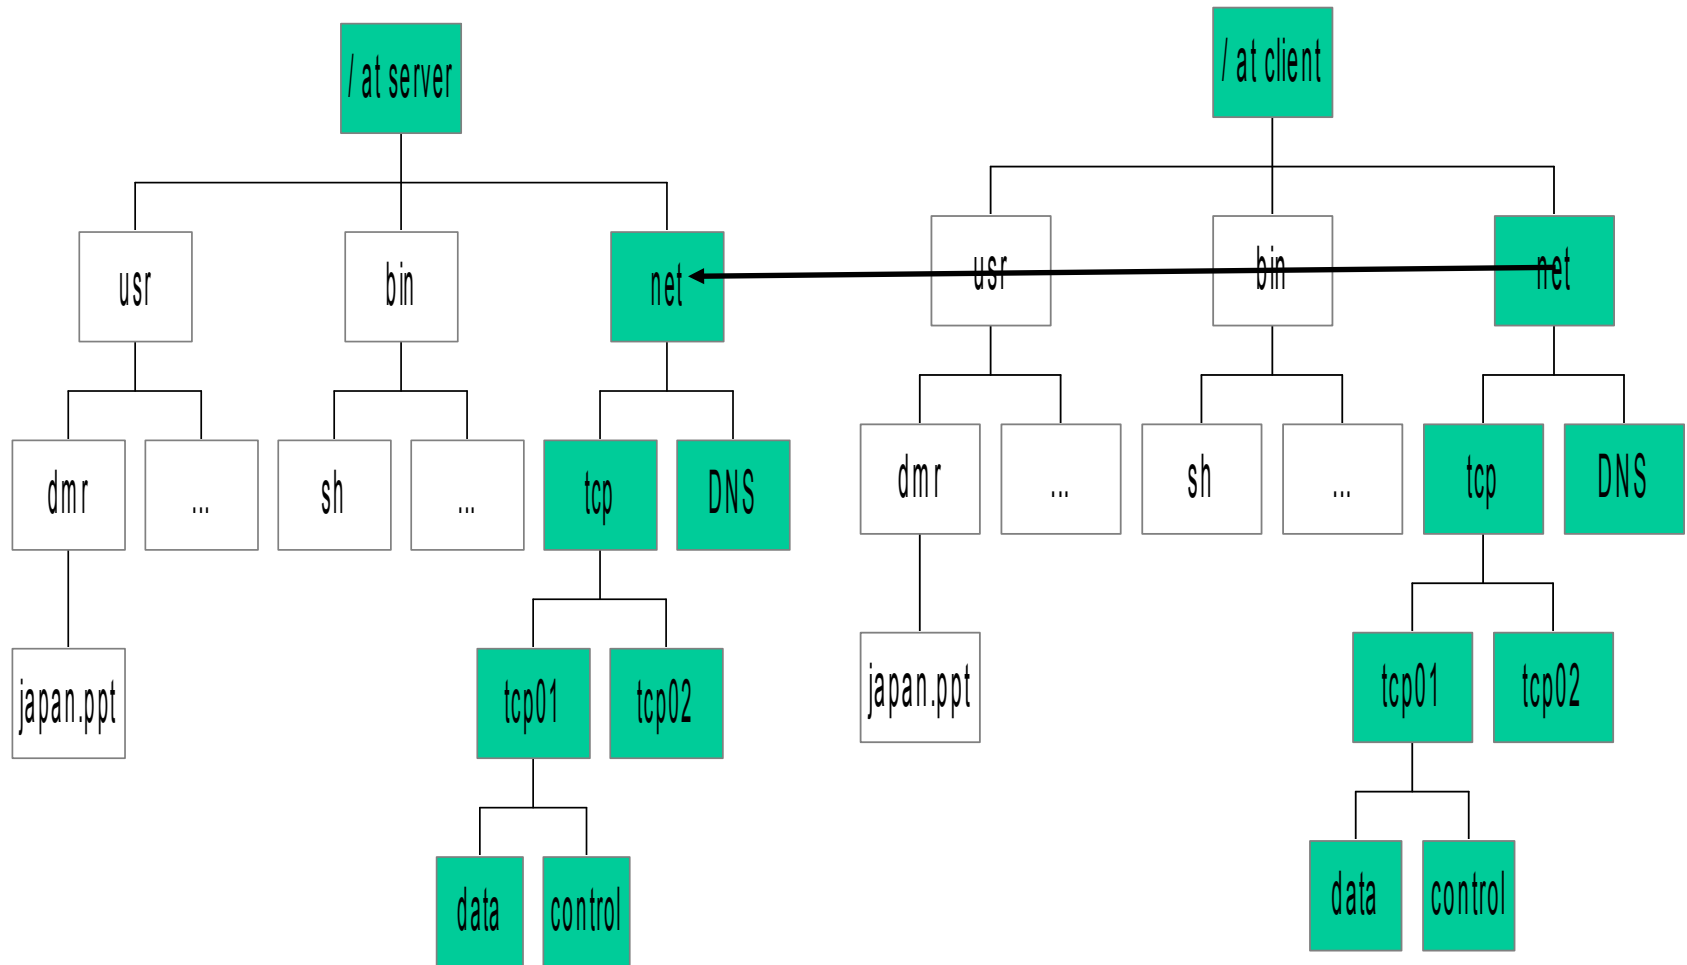 / at server
usr
bin
net
dmr
...
sh
...
tcp
DNS
japan.ppt
tcp01
tcp02
data
control
/ at client
usr
bin
net
dmr
...
sh
...
tcp
DNS
japan.ppt
tcp01
tcp02
data
control